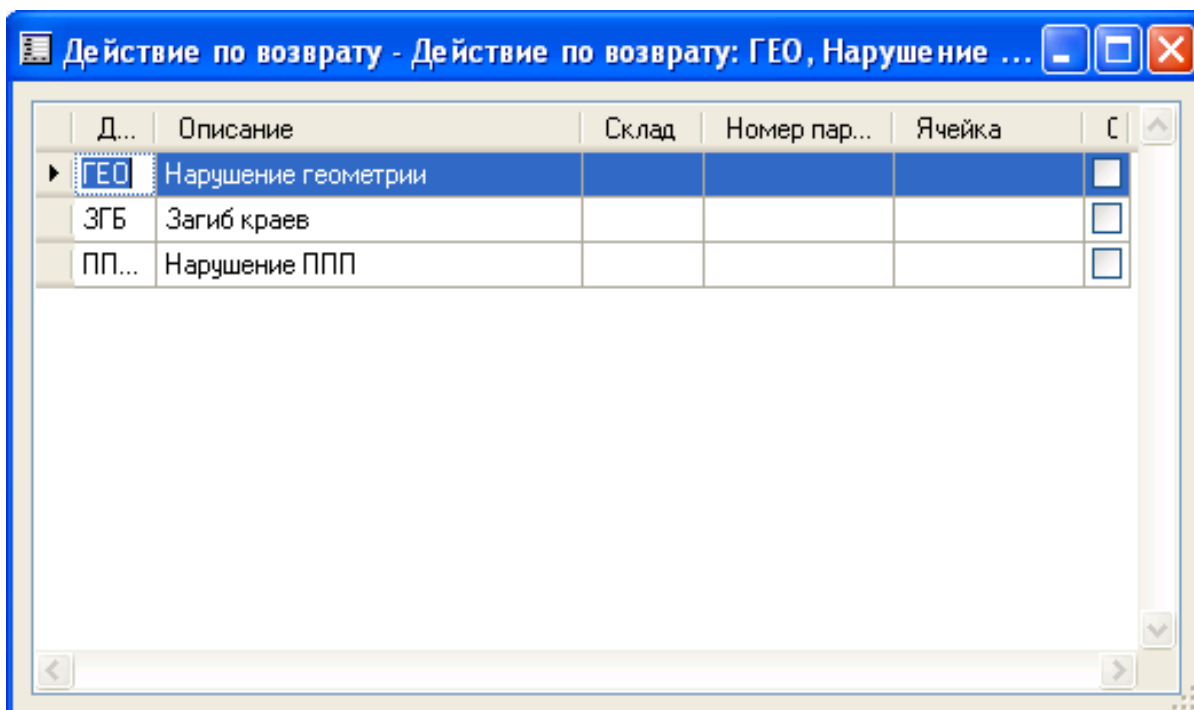 Действие по возврату - Действие по возврату: ГЕО, Нарушение ...
Д... Описание Склад Номер пар... Ячейка С
ГЕО Нарушение геометрии
ЗГБ Загиб краев
ПП... Нарушение ППП